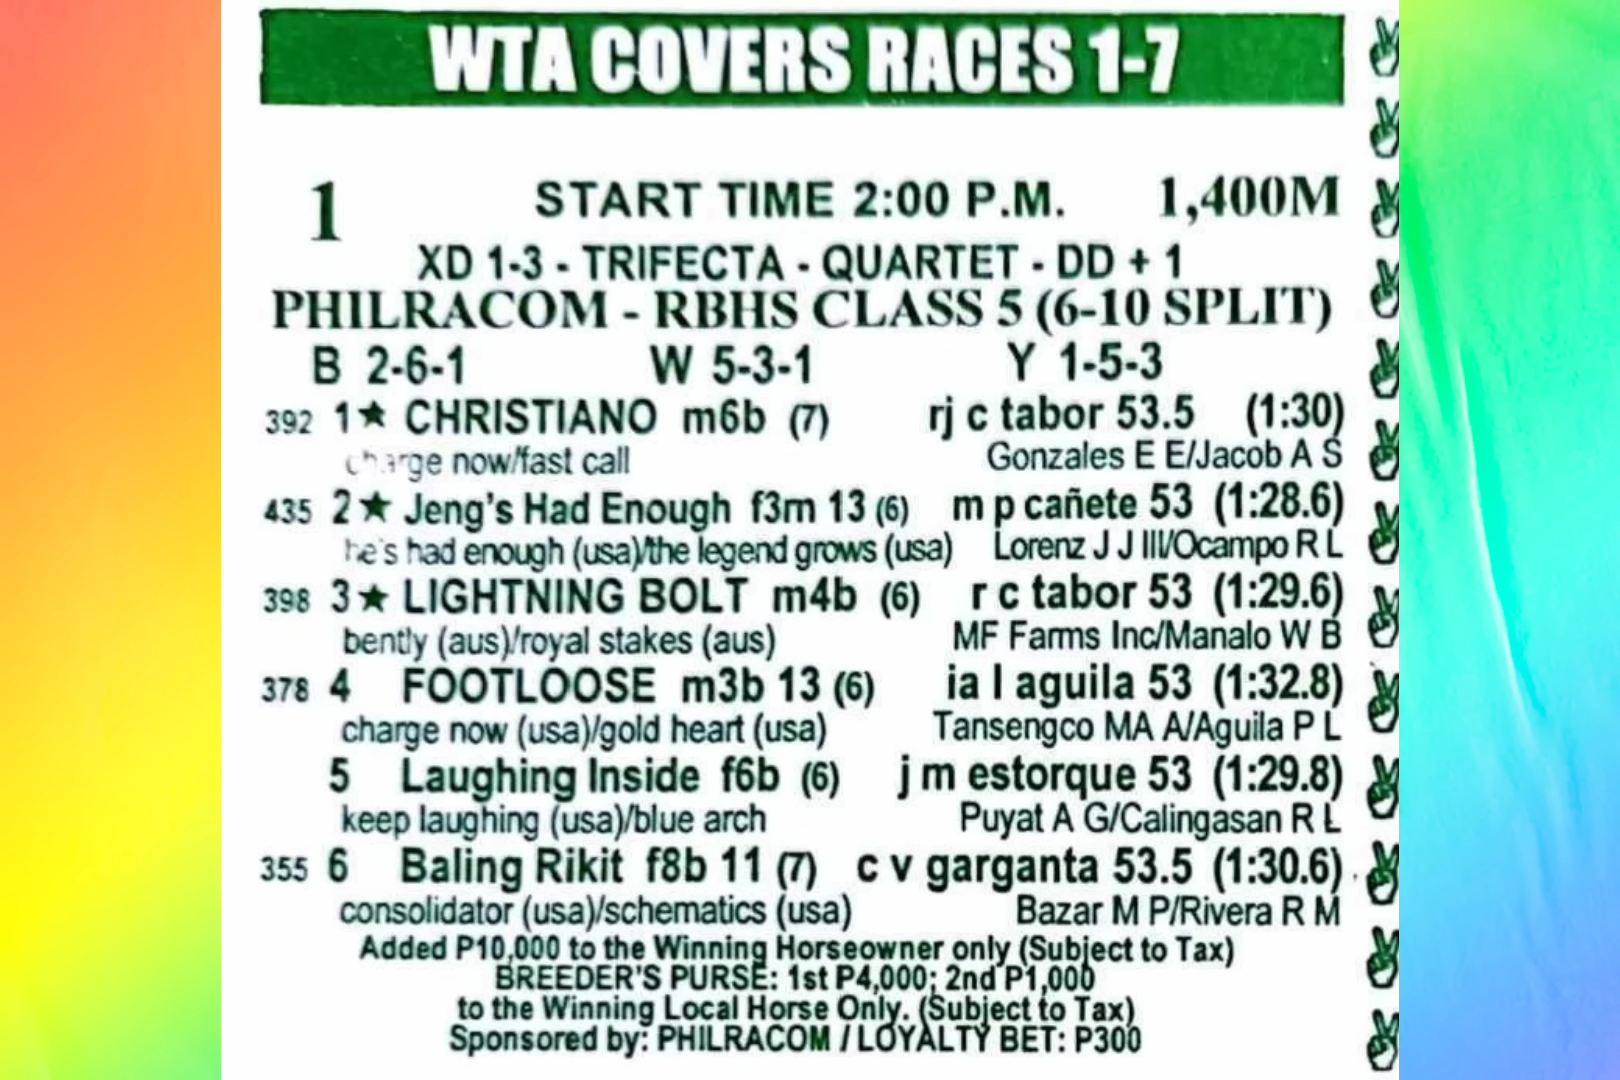 WTA COVERS RACES 1-7
1 START TIME 2:00 P.M. 1,400M
XD 1-3 - TRIFECTA - QUARTET - DD + 1
PHILRACOM - RBHS CLASS 5 (6-10 SPLIT)
B 2-6-1 W 5-3-1 Y 1-5-3
392 1★ CHRISTIANO m6b (7) rj c tabor 53.5 (1:30)
charge now/fast call Gonzales E E/Jacob A S
435 2★ Jeng's Had Enough f3m 13 (6) m p cañete 53 (1:28.6)
he's had enough (usa)/the legend grows (usa) Lorenz J J III/Ocampo R L
398 3★ LIGHTNING BOLT m4b (6) r c tabor 53 (1:29.6)
bently (aus)/royal stakes (aus) MF Farms Inc/Manalo W B
378 4 FOOTLOOSE m3b 13 (6) ia l aguila 53 (1:32.8)
charge now (usa)/gold heart (usa) Tansengco MA A/Aguila P L
5 Laughing Inside f6b (6) j m estorque 53 (1:29.8)
keep laughing (usa)/blue arch Puyat A G/Calingasan R L
355 6 Baling Rikit f8b 11 (7) c v garganta 53.5 (1:30.6)
consolidator (usa)/schematics (usa) Bazar M P/Rivera R M
Added P10,000 to the Winning Horseowner only (Subject to Tax)
BREEDER'S PURSE: 1st P4,000; 2nd P1,000
to the Winning Local Horse Only. (Subject to Tax)
Sponsored by: PHILRACOM / LOYALTY BET: P300